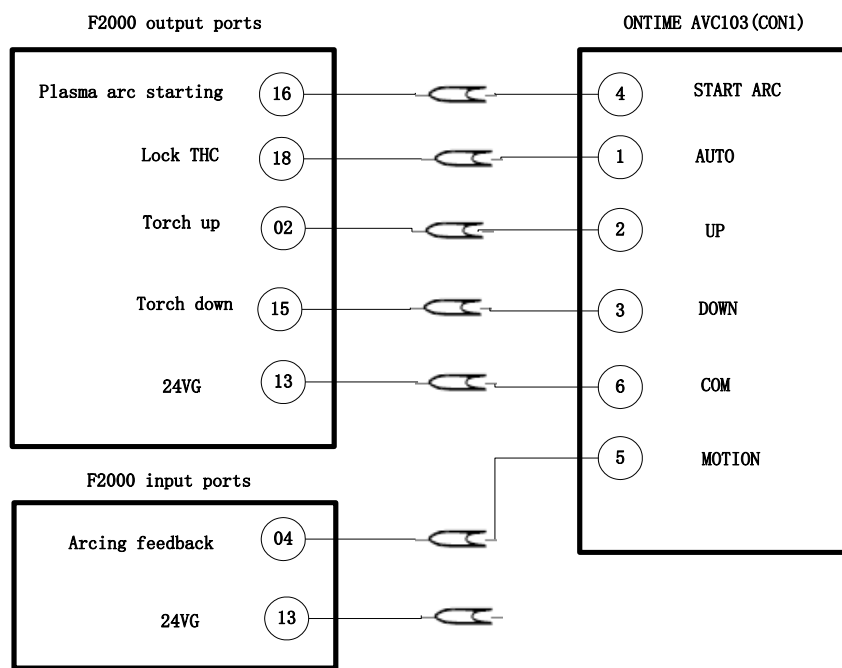 F2000 output ports
ONTIME AVC103(CON1)
Plasma arc starting 16 4 START ARC
Lock THC 18 1 AUTO
Torch up 02 2 UP
Torch down 15 3 DOWN
24VG 13 6 COM
5 MOTION
F2000 input ports
Arcing feedback 04
24VG 13